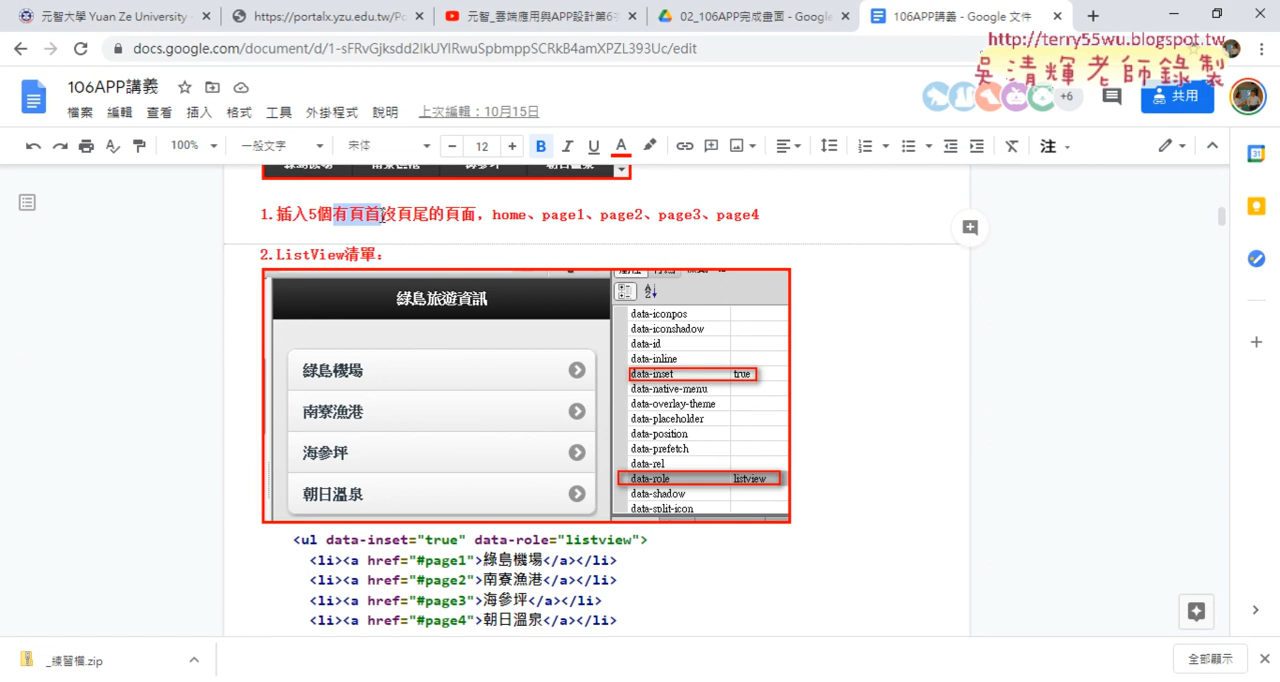 元智大學 Yuan Ze University
https://portalx.yzu.edu.tw/Po
元智_雲端應用與APP設計第6
02_106APP完成畫面 - Google
106APP講義 - Google 文件
docs.google.com/document/d/1-sFRvGjksdd2lkUYlRwuSpbmppSCRkB4amXPZL393Uc/edit
http://terry55wu.blogspot.tw
吳清輝老師錄製
106APP講義
檔案 編輯 查看 插入 格式 工具 外掛程式 說明 上次編輯：10月15日
+6
共用
100% 一般文字 宋体 12 B I U A 注
1.插入5個有頁首沒頁尾的頁面，home、page1、page2、page3、page4
2.ListView清單：
綠島旅遊資訊
綠島機場
南寮漁港
海參坪
朝日溫泉
data-iconpos
data-iconshadow
data-id
data-inline
data-inset true
data-native-menu
data-overlay-theme
data-placeholder
data-position
data-prefetch
data-rel
data-role listview
data-shadow
data-split-icon
<ul data-inset="true" data-role="listview">
<li><a href="#page1">綠島機場</a></li>
<li><a href="#page2">南寮漁港</a></li>
<li><a href="#page3">海參坪</a></li>
<li><a href="#page4">朝日溫泉</a></li>
_練習檔.zip
全部顯示